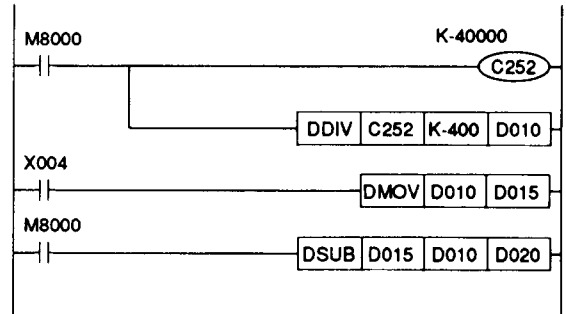 M8000 K-40000
C252
DDIV C252 K-400 D010
X004
DMOV D010 D015
M8000
DSUB D015 D010 D020